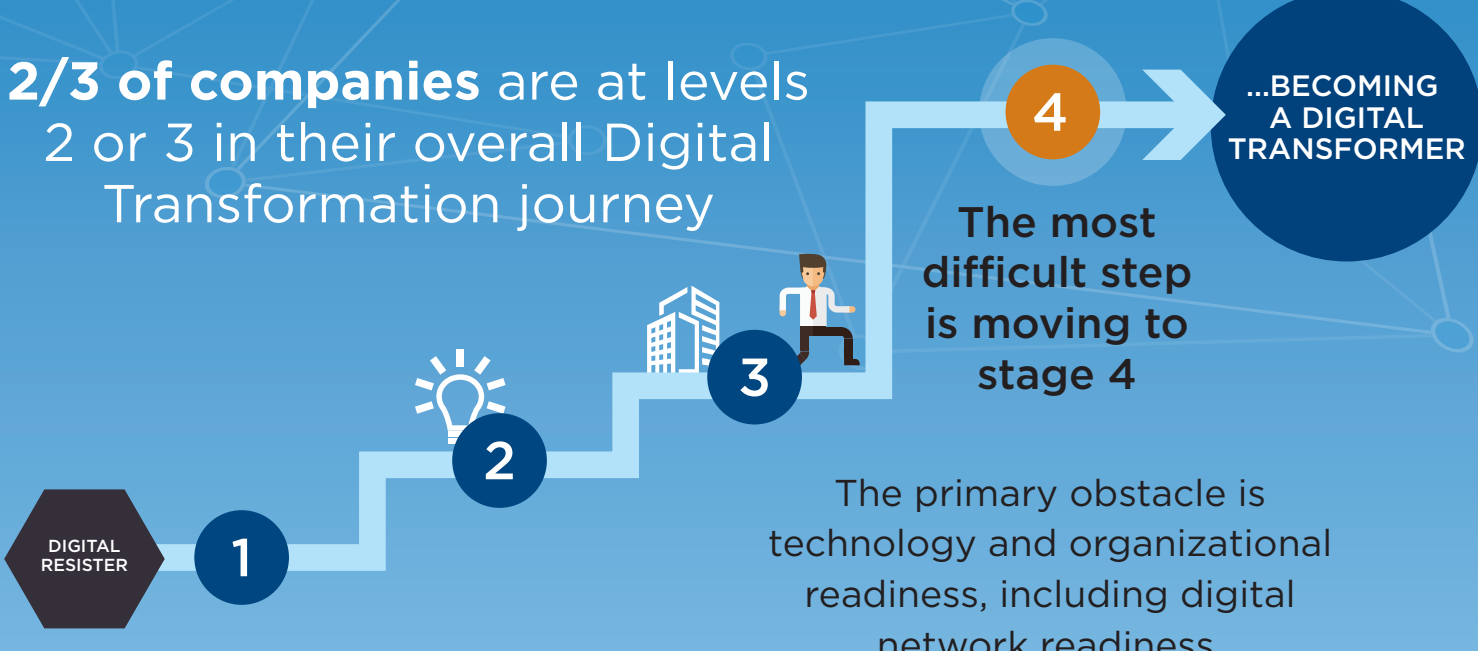 2/3 of companies are at levels
2 or 3 in their overall Digital
Transformation journey
4
...BECOMING
A DIGITAL
TRANSFORMER
The most
difficult step
is moving to
stage 4
3
2
DIGITAL
RESISTER
1
The primary obstacle is
technology and organizational
readiness, including digital
network readiness